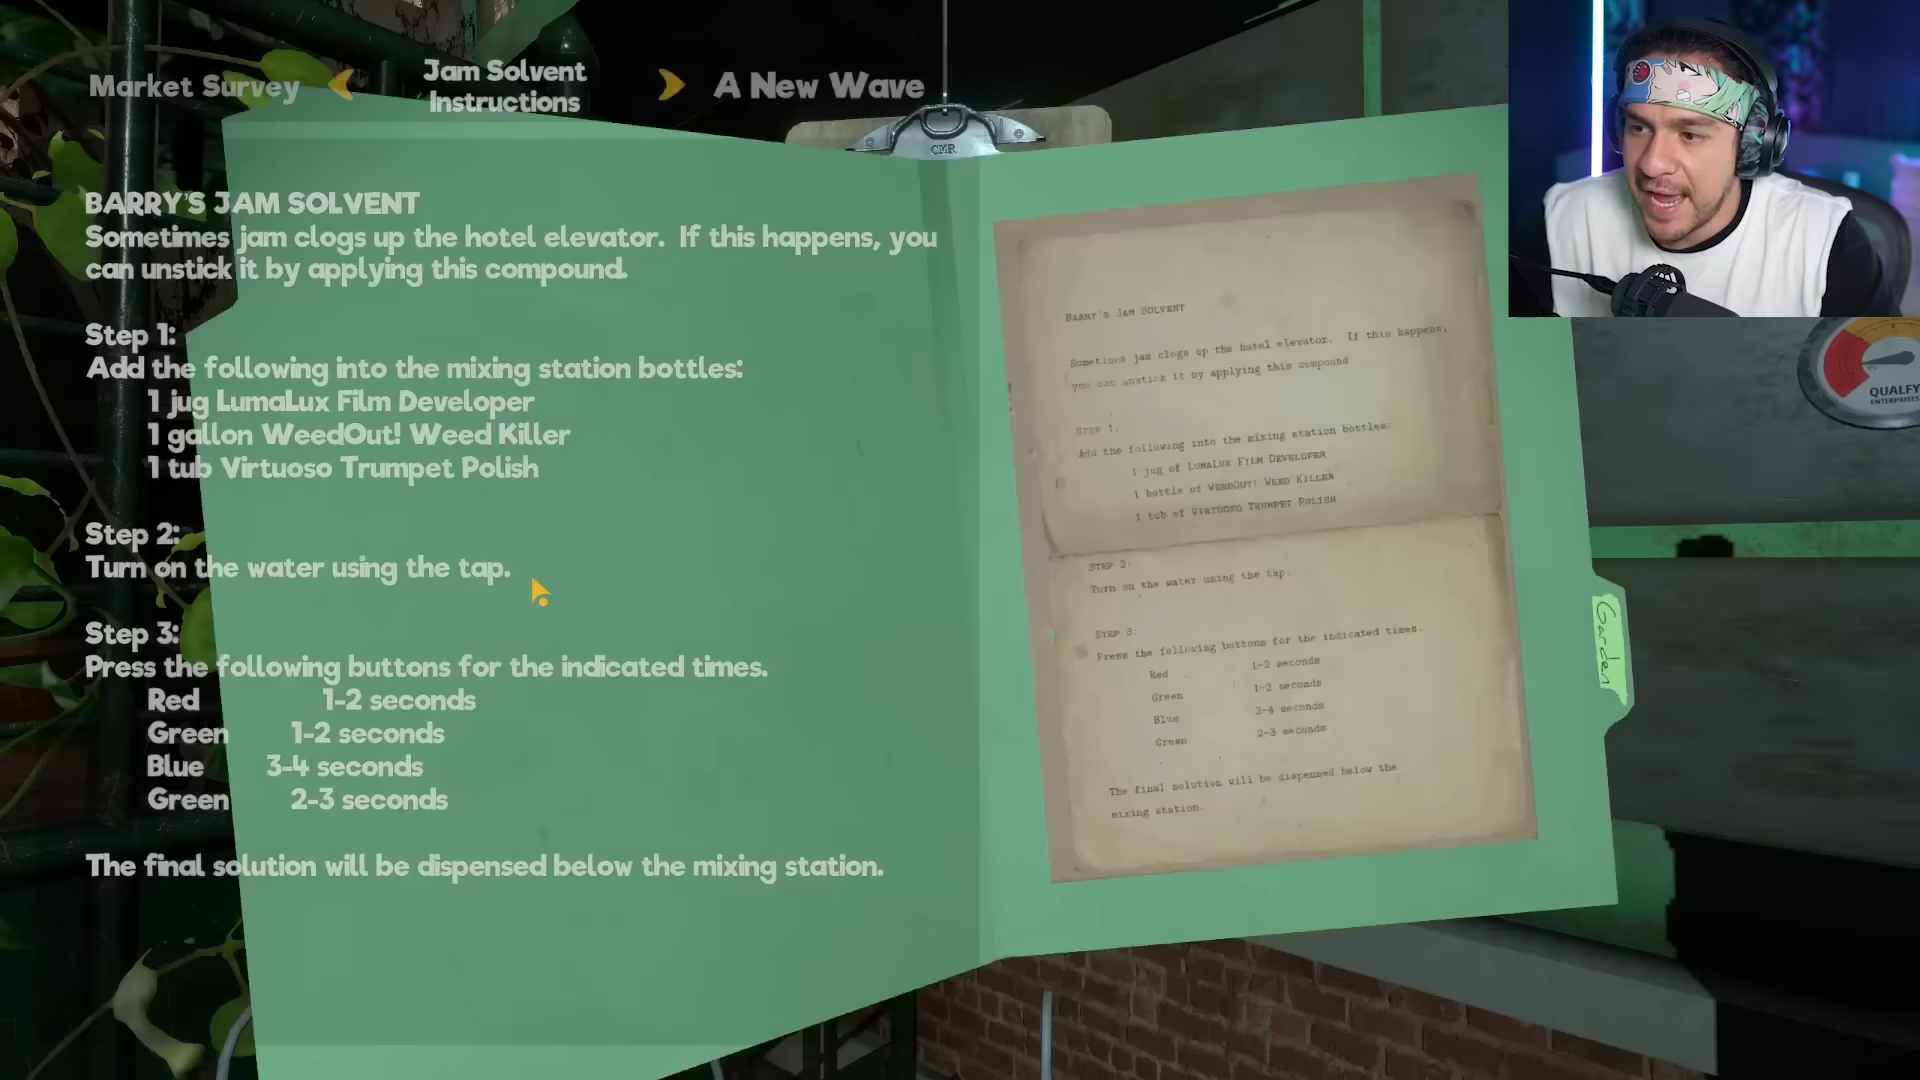 Market Survey
Jam Solvent
Instructions
A New Wave
CMR
BARRY'S JAM SOLVENT
Sometimes jam clogs up the hotel elevator. If this happens, you
can unstick it by applying this compound.
Step 1:
Add the following into the mixing station bottles:
1 jug LumaLux Film Developer
1 gallon WeedOut! Weed Killer
1 tub Virtuoso Trumpet Polish
Step 2:
Turn on the water using the tap.
Step 3:
Press the following buttons for the indicated times.
Red 1-2 seconds
Green 1-2 seconds
Blue 3-4 seconds
Green 2-3 seconds
The final solution will be dispensed below the mixing station.
BARRY'S JAM SOLVENT
Sometimes jam clogs up the hotel elevator. If this happens,
you can unstick it by applying this compound.
STEP 1:
Add the following into the mixing station bottles:
1 jug of LUMALUX FILM DEVELOPER
1 bottle of WEEDOUT! WEED KILLER
1 tub of VIRTUOSO TRUMPET POLISH
STEP 2:
Turn on the water using the tap.
STEP 3:
Press the following buttons for the indicated times.
Red 1-2 seconds
Green 1-2 seconds
Blue 3-4 seconds
Green 2-3 seconds
The final solution will be dispensed below the
mixing station.
Garden
QUALFY
ENTERPRISES